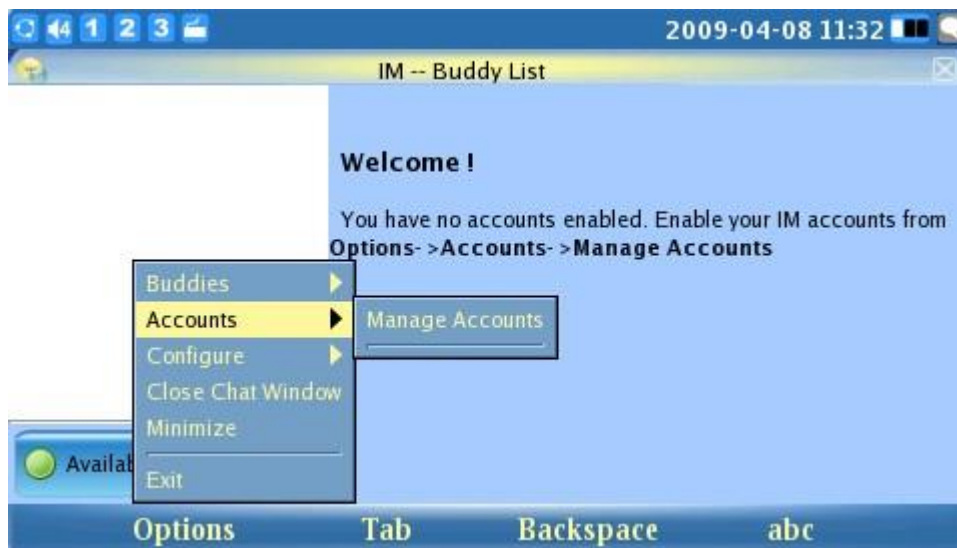 4 1 2 3 2009-04-08 11:32
IM -- Buddy List
Welcome !
You have no accounts enabled. Enable your IM accounts from
Options- >Accounts- >Manage Accounts
Buddies
Accounts
Manage Accounts
Configure
Close Chat Window
Minimize
Availab
Exit
Options Tab Backspace abc